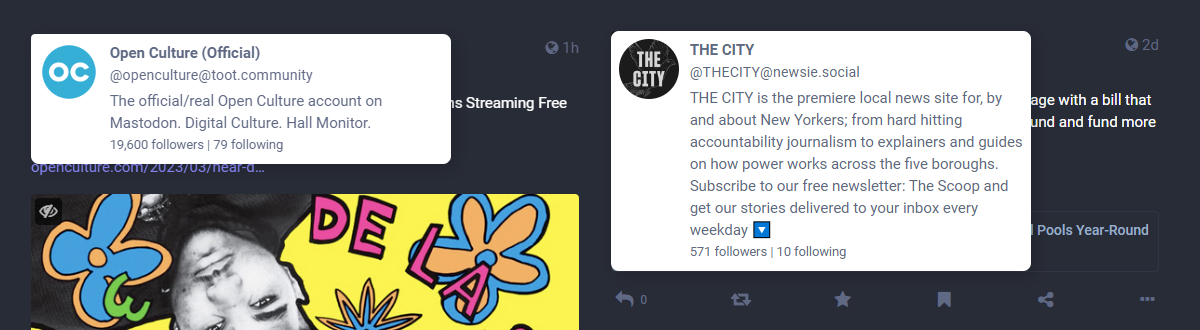 OC
Open Culture (Official)
@openculture@toot.community
The official/real Open Culture account on
Mastodon. Digital Culture. Hall Monitor.
19,600 followers | 79 following
1h
Streaming Free
openculture.com/2023/03/hear-d…
DE LA
THE
CITY
THE CITY
@THECITY@newsie.social
THE CITY is the premiere local news site for, by
and about New Yorkers; from hard hitting
accountability journalism to explainers and guides
on how power works across the five boroughs.
Subscribe to our free newsletter: The Scoop and
get our stories delivered to your inbox every
weekday
571 followers | 10 following
2d
with a bill that
and fund more
Pools Year-Round
0